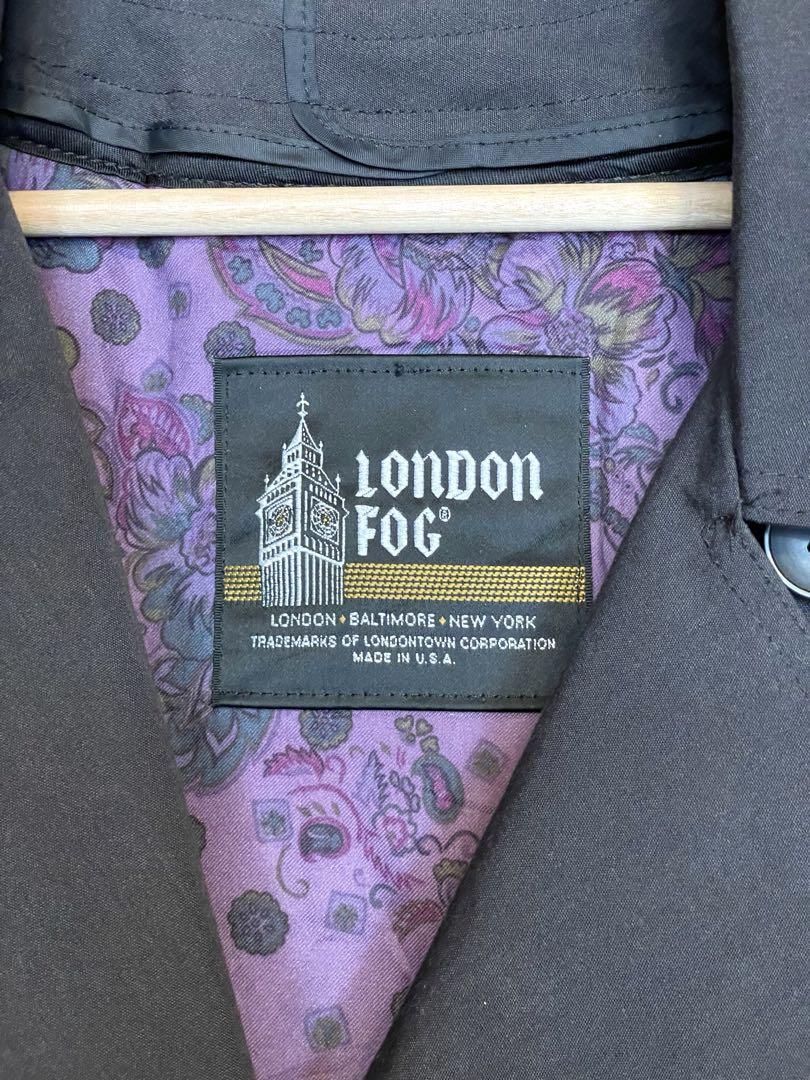 LONDON
FOG®
LONDON♦BALTIMORE♦NEW YORK
TRADEMARKS OF LONDONTOWN CORPORATION
MADE IN U.S.A.